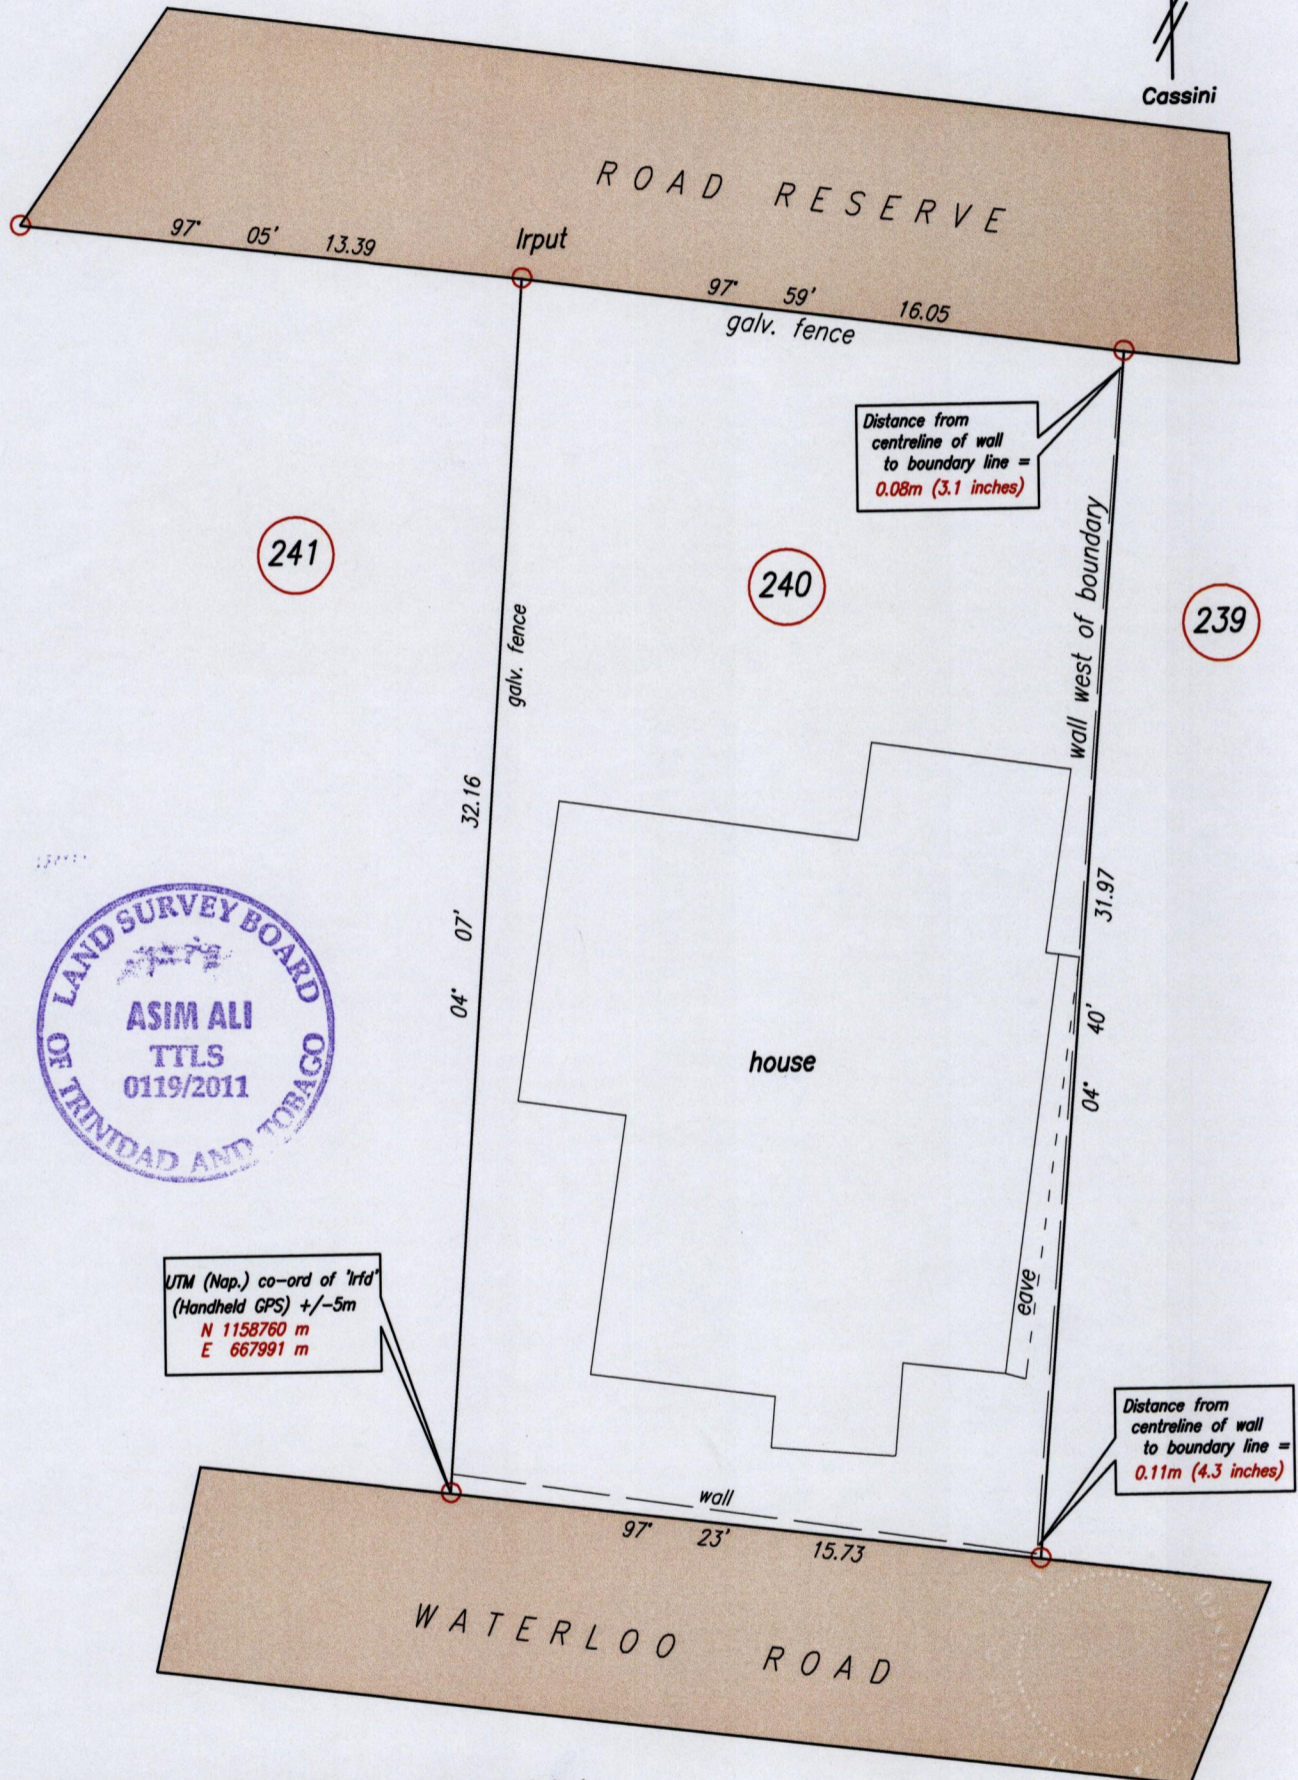 Cassini
ROAD RESERVE
97° 05' 13.39
Irput
97° 59' 16.05
galv. fence
Distance from
centreline of wall
to boundary line =
0.08m (3.1 inches)
241
240
239
wall west of boundary
galv. fence
04° 07' 32.16
04° 40' 31.97
LAND SURVEY BOARD
OF TRINIDAD AND TOBAGO
ASIM ALI
TTLS
0119/2011
house
eave
UTM (Nap.) co-ord of 'Irfd'
(Handheld GPS) +/-5m
N 1158760 m
E 667991 m
Distance from
centreline of wall
to boundary line =
0.11m (4.3 inches)
wall
97° 23' 15.73
WATERLOO ROAD